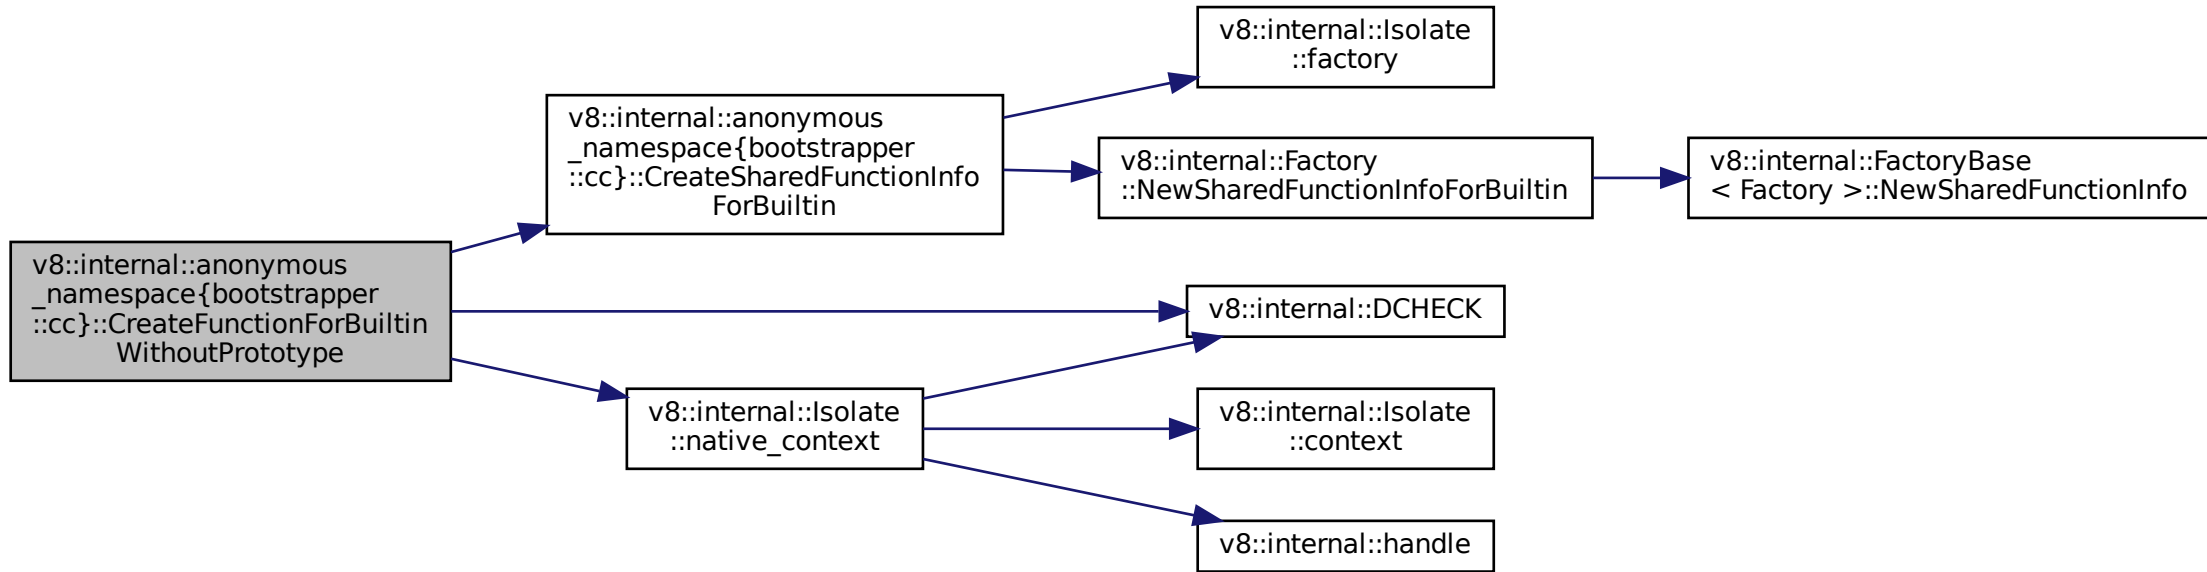 v8::internal::anonymous
_namespace{bootstrapper
::cc}::CreateFunctionForBuiltin
WithoutPrototype
v8::internal::anonymous
_namespace{bootstrapper
::cc}::CreateSharedFunctionInfo
ForBuiltin
v8::internal::Isolate
::factory
v8::internal::Factory
::NewSharedFunctionInfoForBuiltin
v8::internal::FactoryBase
< Factory >::NewSharedFunctionInfo
v8::internal::DCHECK
v8::internal::Isolate
::native_context
v8::internal::Isolate
::context
v8::internal::handle